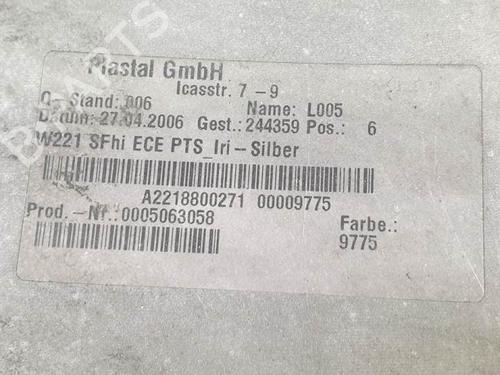 Plastal GmbH
Icasstr. 7-9
Q- Stand: 006 Name: L005
Datum: 27.04.2006 Gest.: 244359 Pos.: 6
W221 SFhi ECE PTS_Iri-Silber
A2218800271 00009775
Prod.-Nr.:0005063058 Farbe.:
9775